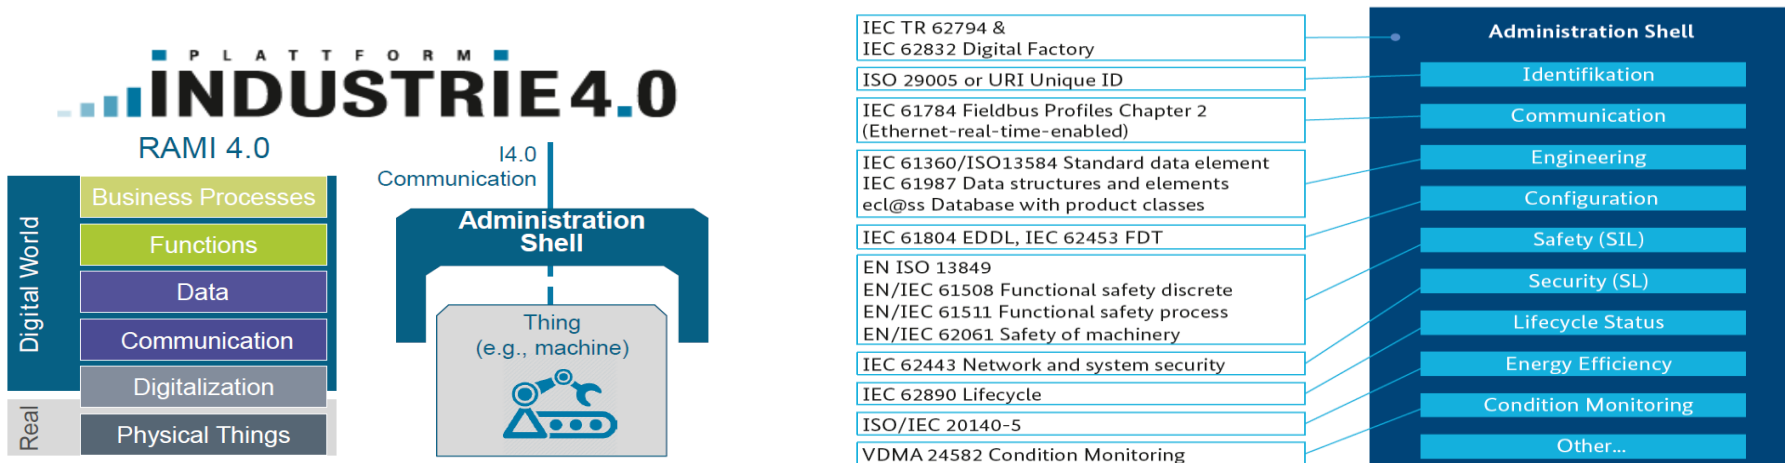 PLATTFORM
INDUSTRIE4.0
RAMI 4.0
Digital World
Business Processes
Functions
Data
Communication
Digitalization
Real
Physical Things
I4.0
Communication
Administration
Shell
Thing
(e.g., machine)
IEC TR 62794 &
IEC 62832 Digital Factory
ISO 29005 or URI Unique ID
IEC 61784 Fieldbus Profiles Chapter 2
(Ethernet-real-time-enabled)
IEC 61360/ISO13584 Standard data element
IEC 61987 Data structures and elements
ecl@ss Database with product classes
IEC 61804 EDDL, IEC 62453 FDT
EN ISO 13849
EN/IEC 61508 Functional safety discrete
EN/IEC 61511 Functional safety process
EN/IEC 62061 Safety of machinery
IEC 62443 Network and system security
IEC 62890 Lifecycle
ISO/IEC 20140-5
VDMA 24582 Condition Monitoring
Administration Shell
Identifikation
Communication
Engineering
Configuration
Safety (SIL)
Security (SL)
Lifecycle Status
Energy Efficiency
Condition Monitoring
Other...